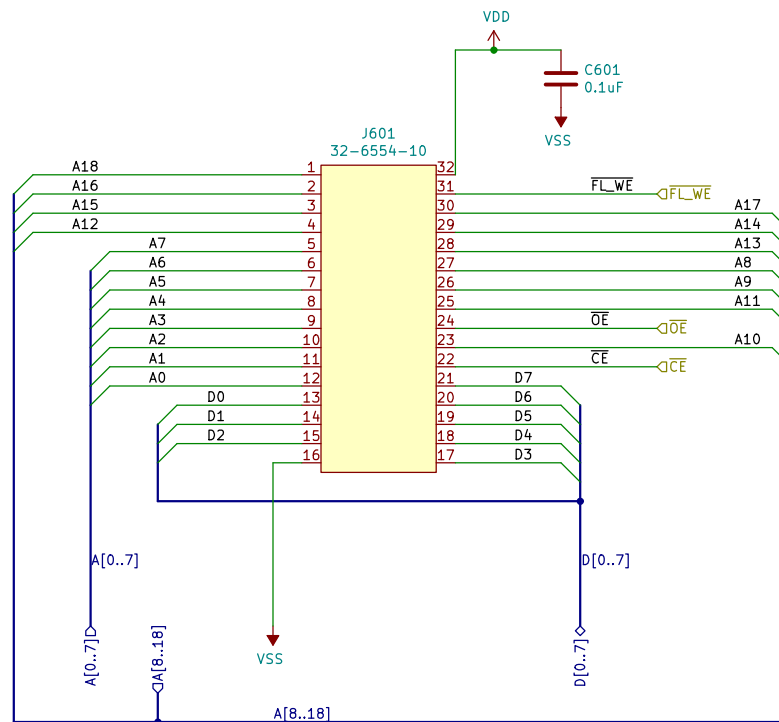 VDD
C601
0.1uF
VSS
J601
32-6554-10
A18 1 32
A16 2 31 FL_WE FL_WE
A15 3 30 A17
A12 4 29 A14
A7 5 28 A13
A6 6 27 A8
A5 7 26 A9
A4 8 25 A11
A3 9 24 OE OE
A2 10 23 A10
A1 11 22 CE CE
A0 12 21 D7
D0 13 20 D6
D1 14 19 D5
D2 15 18 D4
16 17 D3
A[0..7] D[0..7]
A[0..7]
A[8..18]
VSS
D[0..7]
A[8..18]